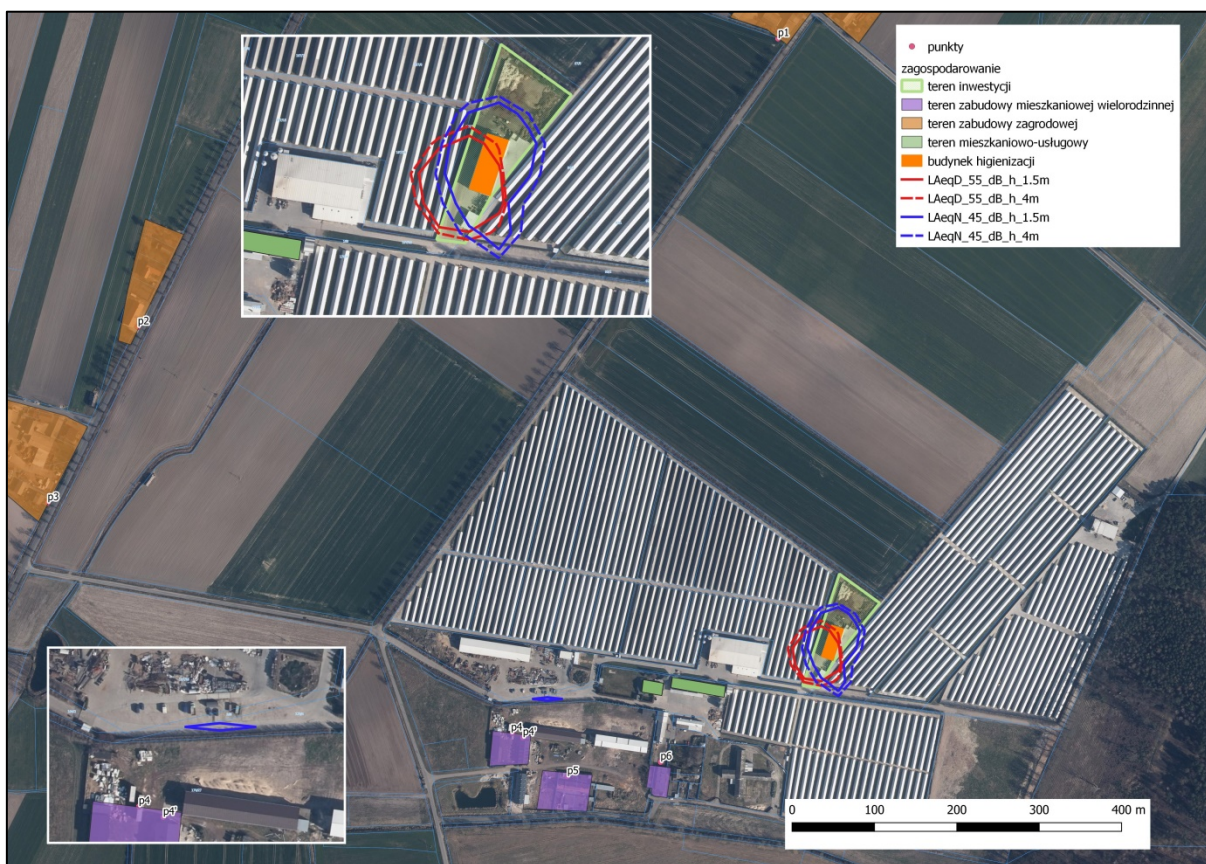 p1
punkty
zagospodarowanie
teren inwestycji
teren zabudowy mieszkaniowej wielorodzinnej
teren zabudowy zagrodowej
teren mieszkaniowo-usługowy
budynek higienizacji
LAeqD_55_dB_h_1.5m
LAeqD_55_dB_h_4m
LAeqN_45_dB_h_1.5m
LAeqN_45_dB_h_4m
p2
p3
p4
p4'
p6
p5
p4
p4'
0 100 200 300 400 m